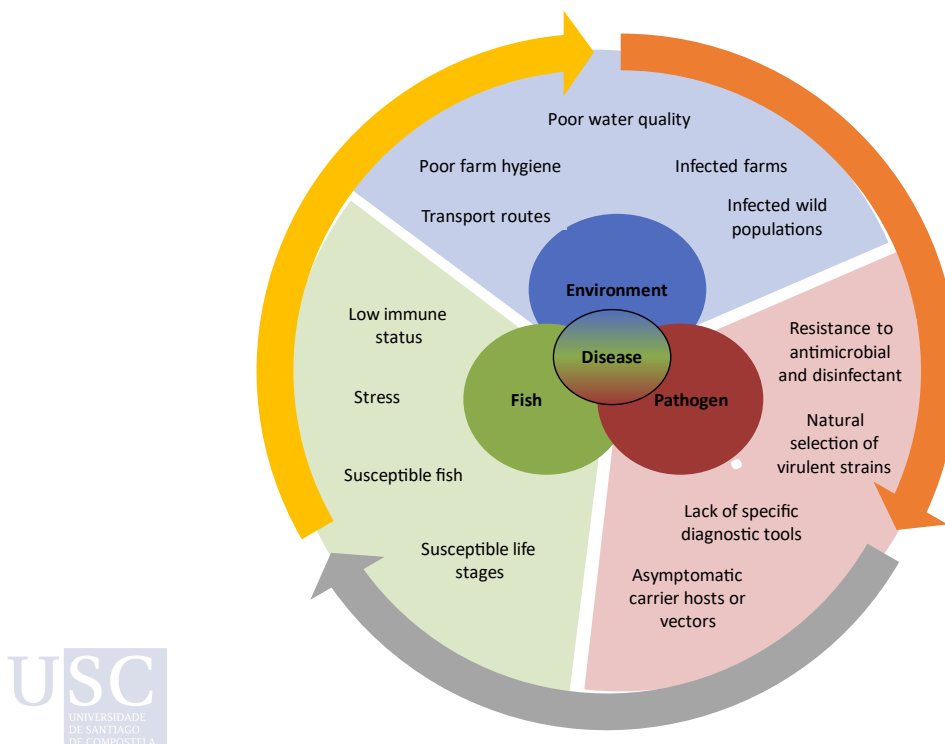 Poor water quality
Poor farm hygiene
Infected farms
Transport routes
Infected wild
populations
Environment
Low immune
status
Stress
Susceptible fish
Susceptible life
stages
Disease
Fish
Pathogen
Resistance to
antimicrobial
and disinfectant
Natural
selection of
virulent strains
Lack of specific
diagnostic tools
Asymptomatic
carrier hosts or
vectors
USC
UNIVERSIDADE
DE SANTIAGO
DE COMPOSTELA